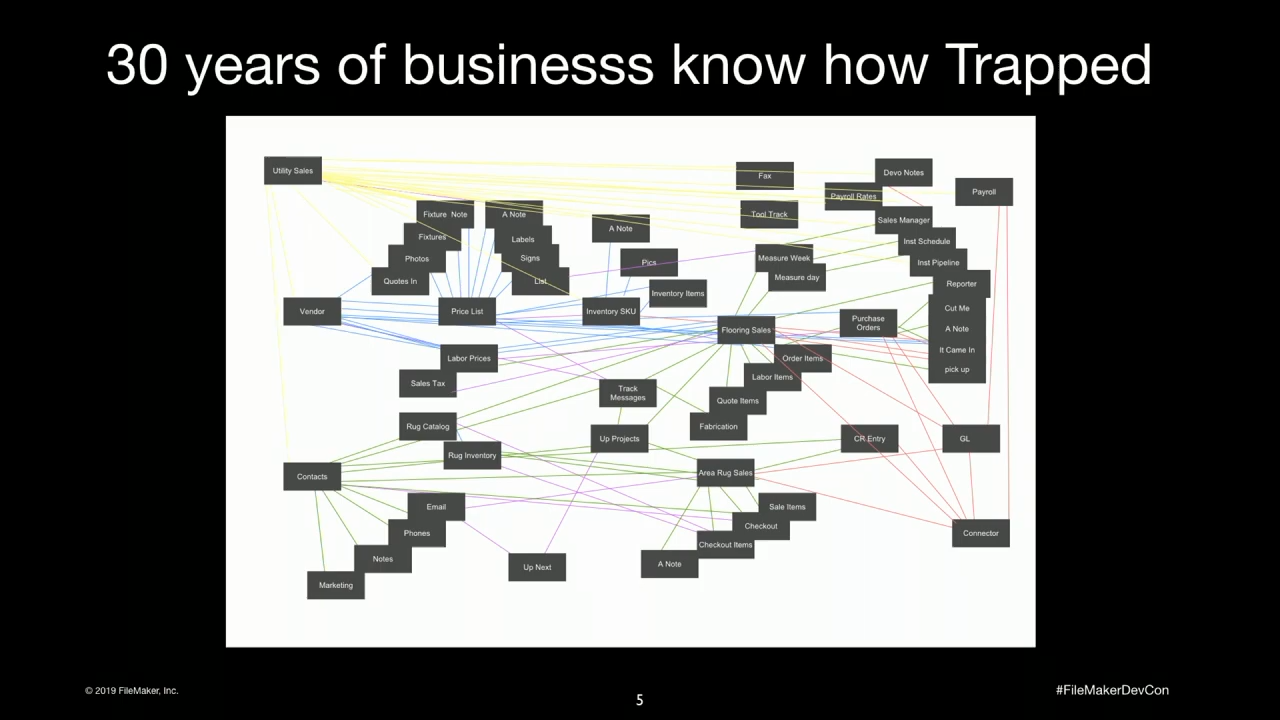 30 years of businesss know how Trapped
Utility Sales
Fax
Devo Notes
Payroll Rates
Payroll
Fixture Note
A Note
A Note
Tool Track
Sales Manager
Fixtures
Labels
Inst Schedule
Photos
Signs
Pics
Measure Week
Inst Pipeline
Quotes In
List
Inventory Items
Measure day
Reporter
Vendor
Price List
Inventory SKU
Flooring Sales
Purchase
Orders
Cut Me
A Note
It Came In
pick up
Labor Prices
Order Items
Sales Tax
Track
Messages
Labor Items
Quote Items
Rug Catalog
Up Projects
Fabrication
CR Entry
GL
Rug Inventory
Contacts
Area Rug Sales
Email
Sale Items
Phones
Checkout
Connector
Notes
Checkout Items
Up Next
A Note
Marketing
© 2019 FileMaker, Inc.
5
#FileMakerDevCon